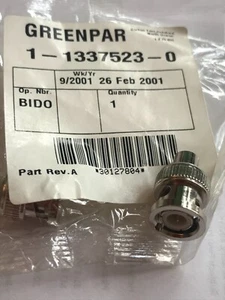 GREENPAR
1-1337523-0
Wk/Yr
9/2001 26 Feb 2001
Op. Nbr. Quantity
BIDO 1
Part Rev.A *30127804*